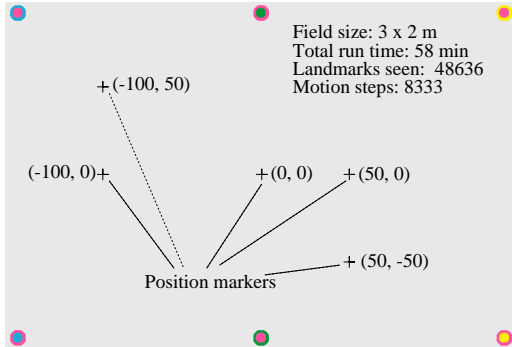 Field size: 3 x 2 m
Total run time: 58 min
Landmarks seen:  48636
Motion steps: 8333
(-100, 50)
(-100, 0)
(0, 0)
(50, 0)
(50, -50)
Position markers